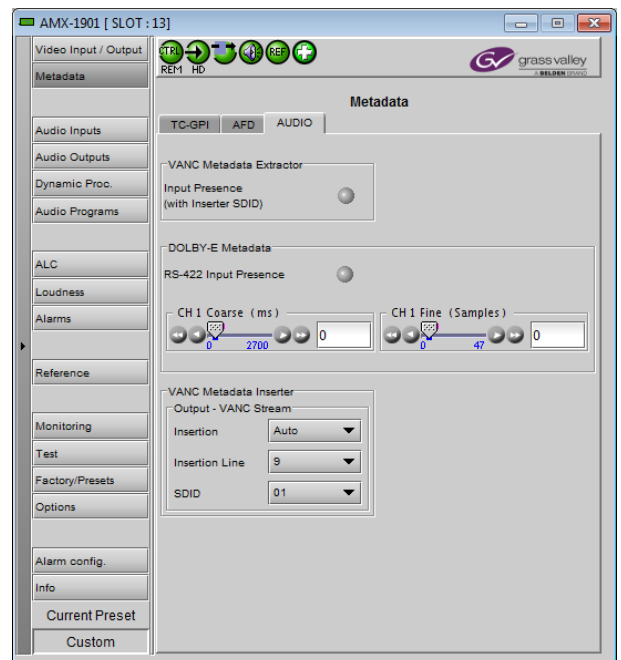 AMX-1901 [ SLOT : 13]
Video Input / Output
Metadata
Audio Inputs
Audio Outputs
Dynamic Proc.
Audio Programs
ALC
Loudness
Alarms
Reference
Monitoring
Test
Factory/Presets
Options
Alarm config.
Info
Current Preset
Custom
CTRL
REF
REM HD
GV grass valley
A BELDEN BRAND
Metadata
TC-GPI AFD AUDIO
VANC Metadata Extractor
Input Presence
(with Inserter SDID)
DOLBY-E Metadata
RS-422 Input Presence
CH 1 Coarse (ms)
0 2700 0
CH 1 Fine (Samples)
0 47 0
VANC Metadata Inserter
Output - VANC Stream
Insertion Auto
Insertion Line 9
SDID 01